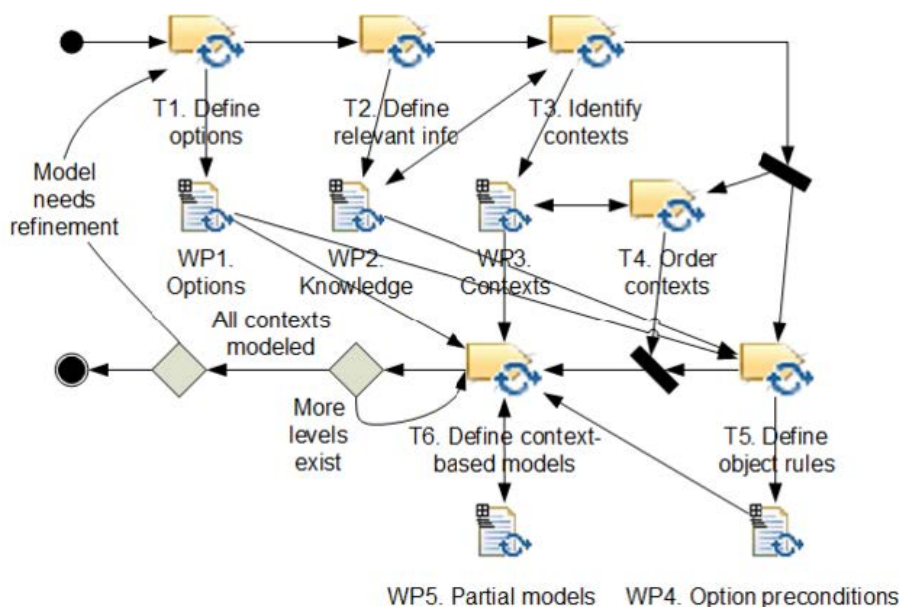 T1. Define
options
T2. Define
relevant info
T3. Identify
contexts
Model
needs
refinement
WP1.
Options
WP2.
Knowledge
WP3.
Contexts
T4. Order
contexts
All contexts
modeled
More
levels
exist
T6. Define context-
based models
T5. Define
object rules
WP5. Partial models
WP4. Option preconditions